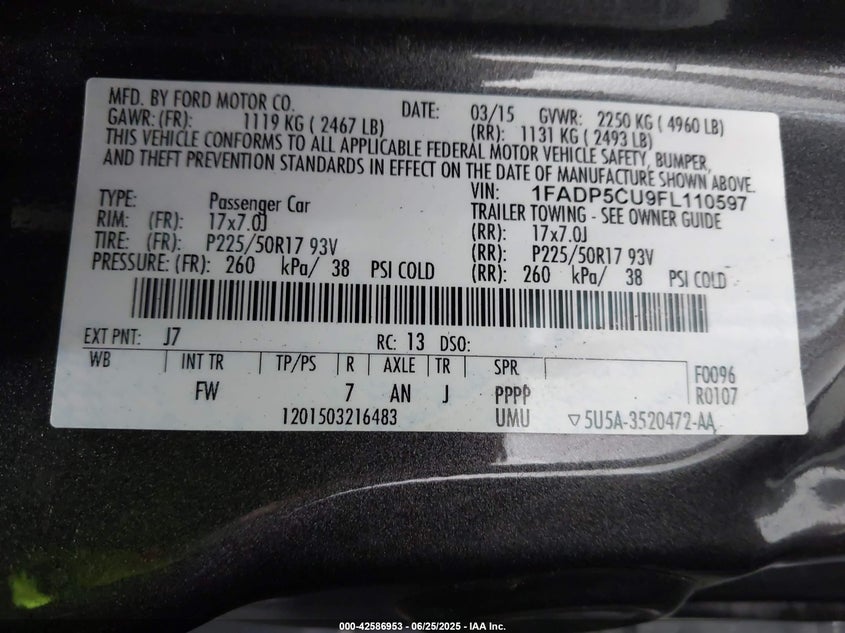 MFD. BY FORD MOTOR CO. DATE: 03/15 GVWR: 2250 KG ( 4960 LB)
GAWR: (FR): 1119 KG ( 2467 LB) (RR): 1131 KG ( 2493 LB)
THIS VEHICLE CONFORMS TO ALL APPLICABLE FEDERAL MOTOR VEHICLE SAFETY, BUMPER,
AND THEFT PREVENTION STANDARDS IN EFFECT ON THE DATE OF MANUFACTURE SHOWN ABOVE.
VIN: 1FADP5CU9FL110597
TYPE: Passenger Car TRAILER TOWING - SEE OWNER GUIDE
RIM: (FR): 17x7.0J (RR): 17x7.0J
TIRE: (FR): P225/50R17 93V (RR): P225/50R17 93V
PRESSURE: (FR): 260 kPa/ 38 PSI COLD (RR): 260 kPa/ 38 PSI COLD
EXT PNT: J7 RC: 13 DSO:
WB INT TR TP/PS R AXLE TR SPR F0096
FW 7 AN J PPPP R0107
1201503216483 UMU ▽5U5A-3520472-AA
000-42586953 - 06/25/2025 - IAA Inc.